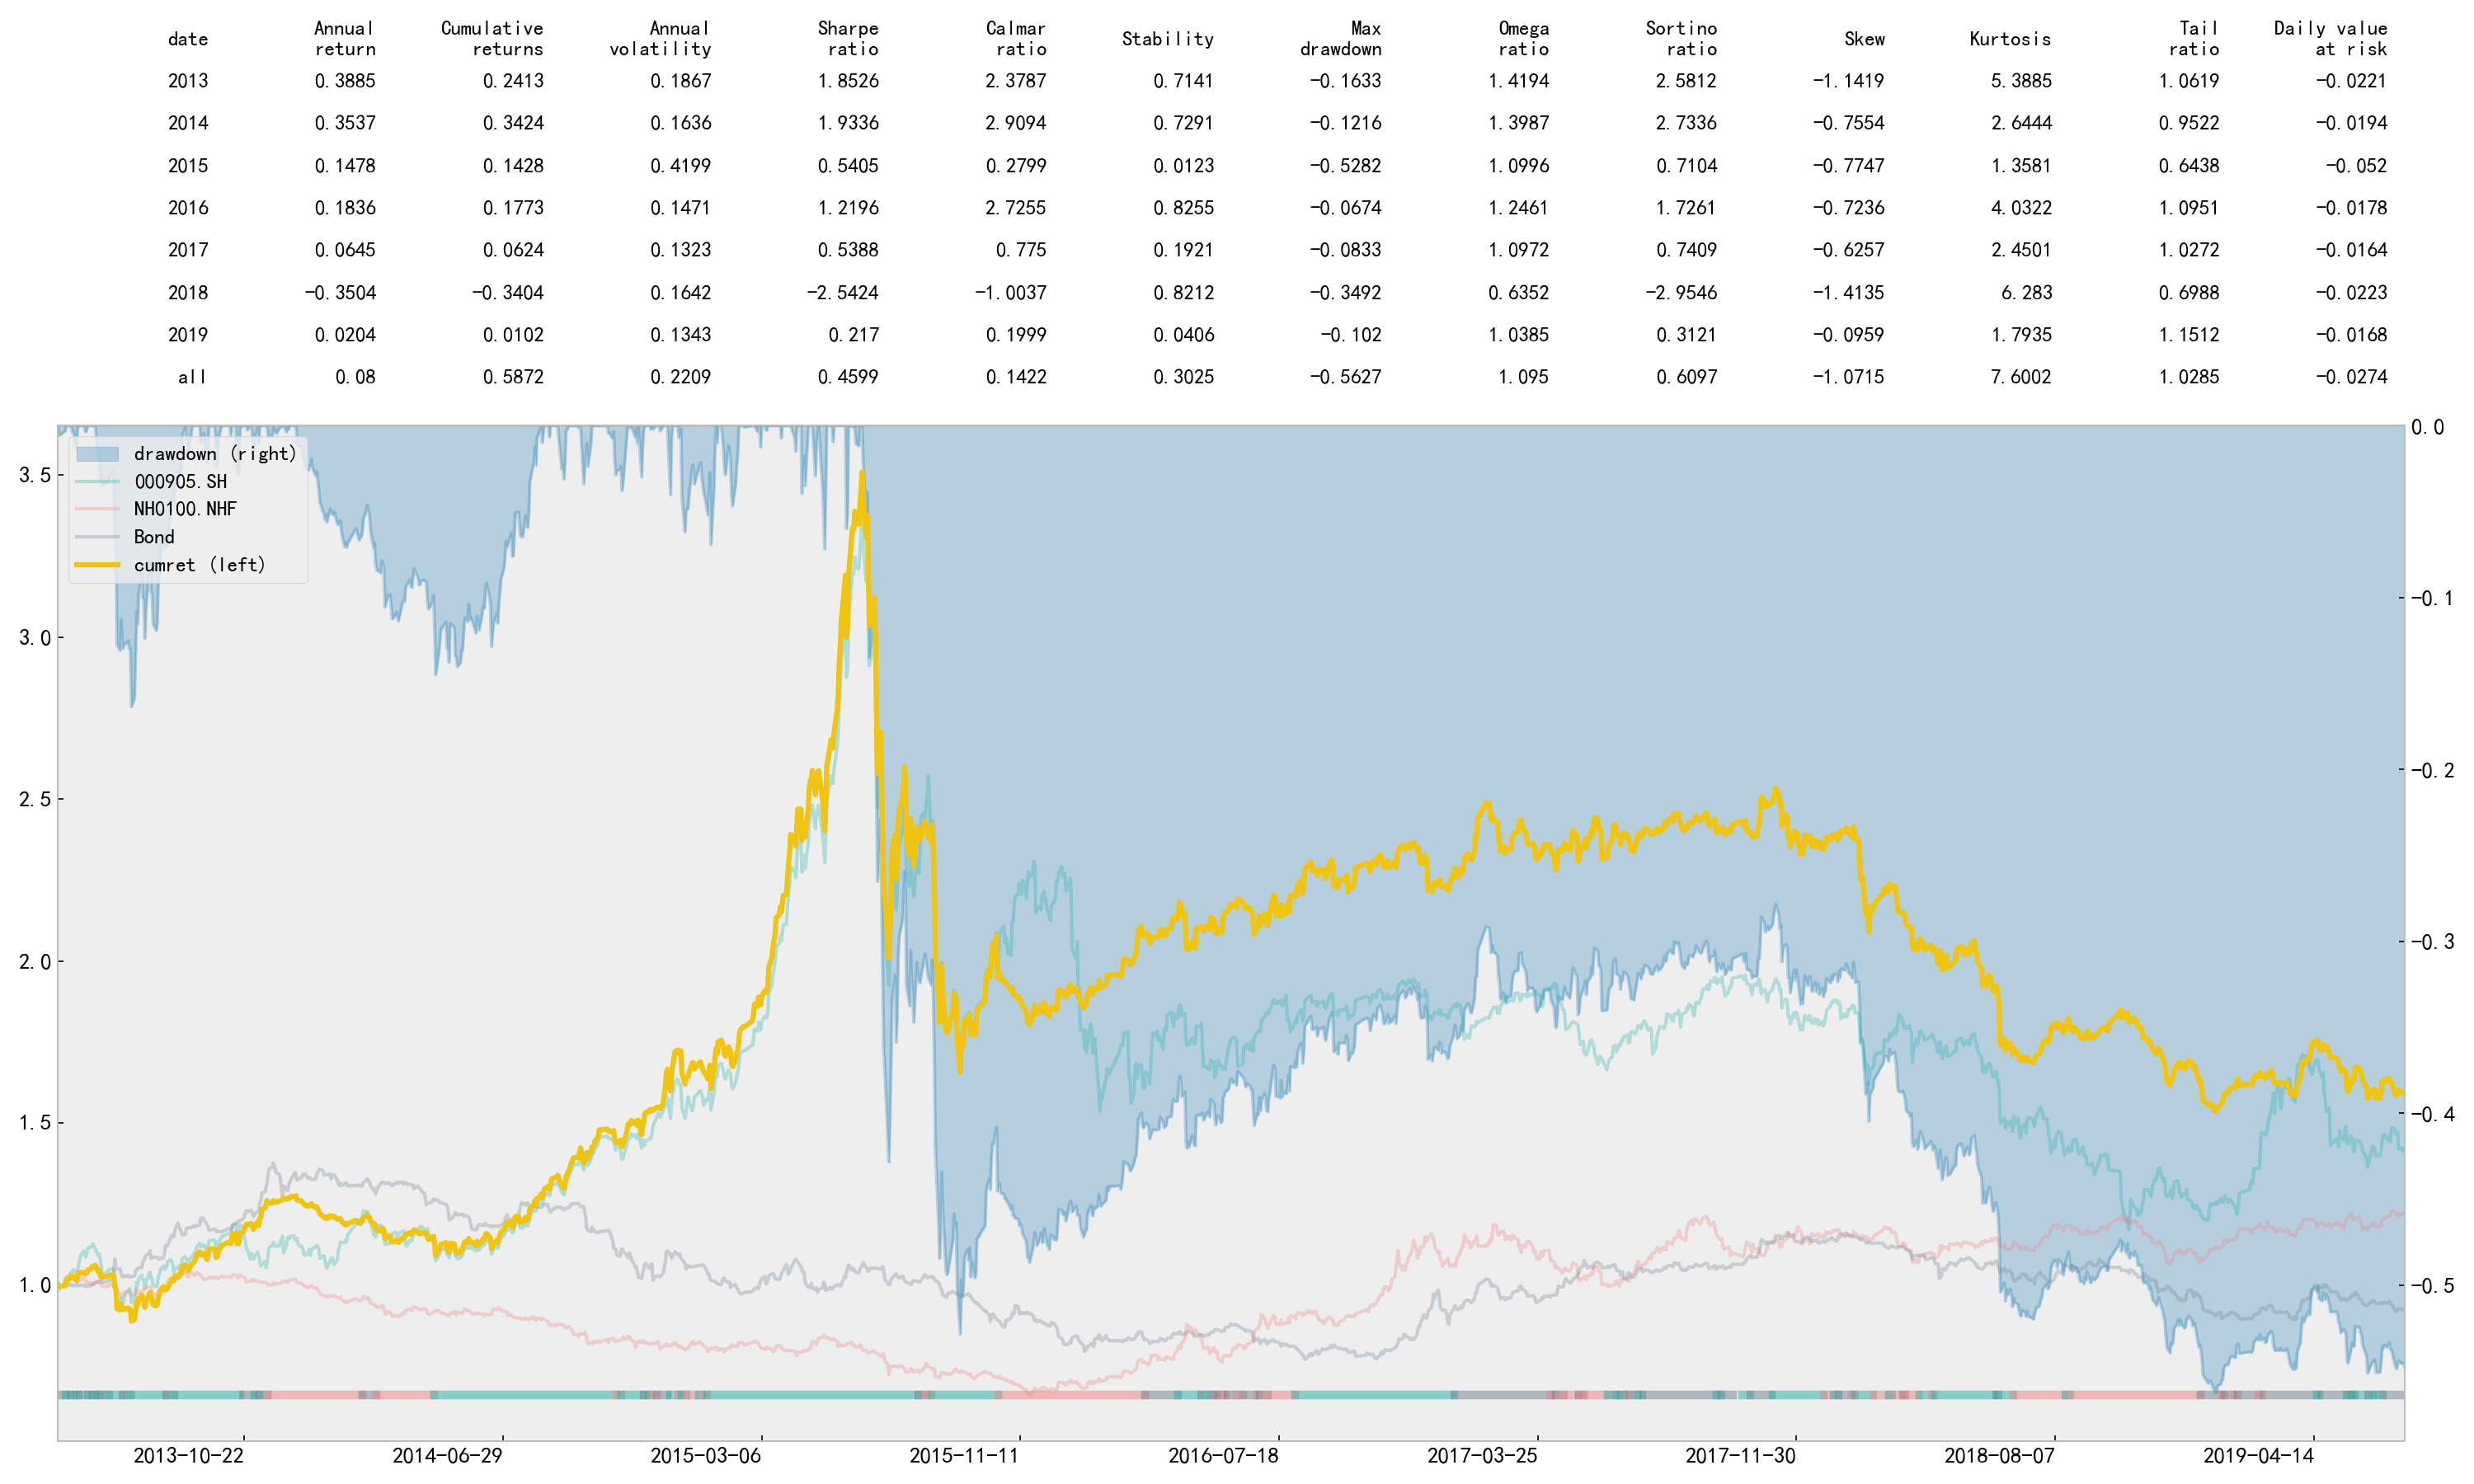 date Annual return Cumulative returns Annual volatility Sharpe ratio Calmar ratio Stability Max drawdown Omega ratio Sortino ratio Skew Kurtosis Tail ratio Daily value at risk
2013 0.3885 0.2413 0.1867 1.8526 2.3787 0.7141 −0.1633 1.4194 2.5812 −1.1419 5.3885 1.0619 −0.0221
2014 0.3537 0.3424 0.1636 1.9336 2.9094 0.7291 −0.1216 1.3987 2.7336 −0.7554 2.6444 0.9522 −0.0194
2015 0.1478 0.1428 0.4199 0.5405 0.2799 0.0123 −0.5282 1.0996 0.7104 −0.7747 1.3581 0.6438 −0.052
2016 0.1836 0.1773 0.1471 1.2196 2.7255 0.8255 −0.0674 1.2461 1.7261 −0.7236 4.0322 1.0951 −0.0178
2017 0.0645 0.0624 0.1323 0.5388 0.775 0.1921 −0.0833 1.0972 0.7409 −0.6257 2.4501 1.0272 −0.0164
2018 −0.3504 −0.3404 0.1642 −2.5424 −1.0037 0.8212 −0.3492 0.6352 −2.9546 −1.4135 6.283 0.6988 −0.0223
2019 0.0204 0.0102 0.1343 0.217 0.1999 0.0406 −0.102 1.0385 0.3121 −0.0959 1.7935 1.1512 −0.0168
all 0.08 0.5872 0.2209 0.4599 0.1422 0.3025 −0.5627 1.095 0.6097 −1.0715 7.6002 1.0285 −0.0274
drawdown (right)
000905.SH
NH0100.NHF
Bond
cumret (left)
3.5
3.0
2.5
2.0
1.5
1.0
0.0
−0.1
−0.2
−0.3
−0.4
−0.5
2013−10−22 2014−06−29 2015−03−06 2015−11−11 2016−07−18 2017−03−25 2017−11−30 2018−08−07 2019−04−14